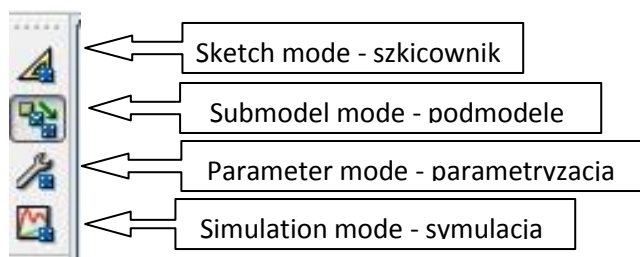 Sketch mode - szkicownik
Submodel mode - podmodele
Parameter mode - parametryzacja
Simulation mode - symulacja